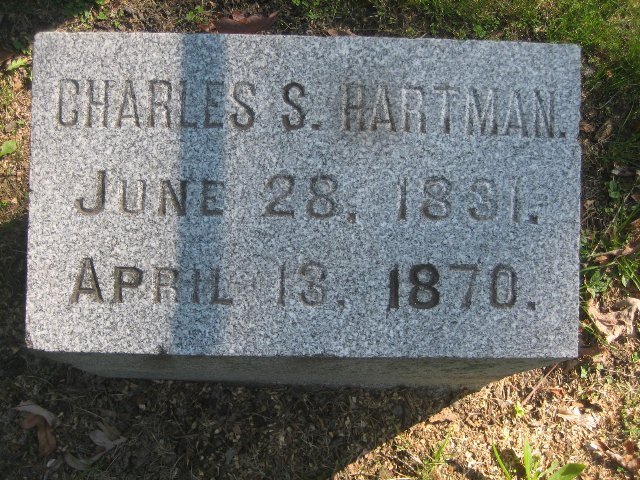 CHARLES S. HARTMAN.
JUNE 28. 1831.
APRIL 13. 1870.